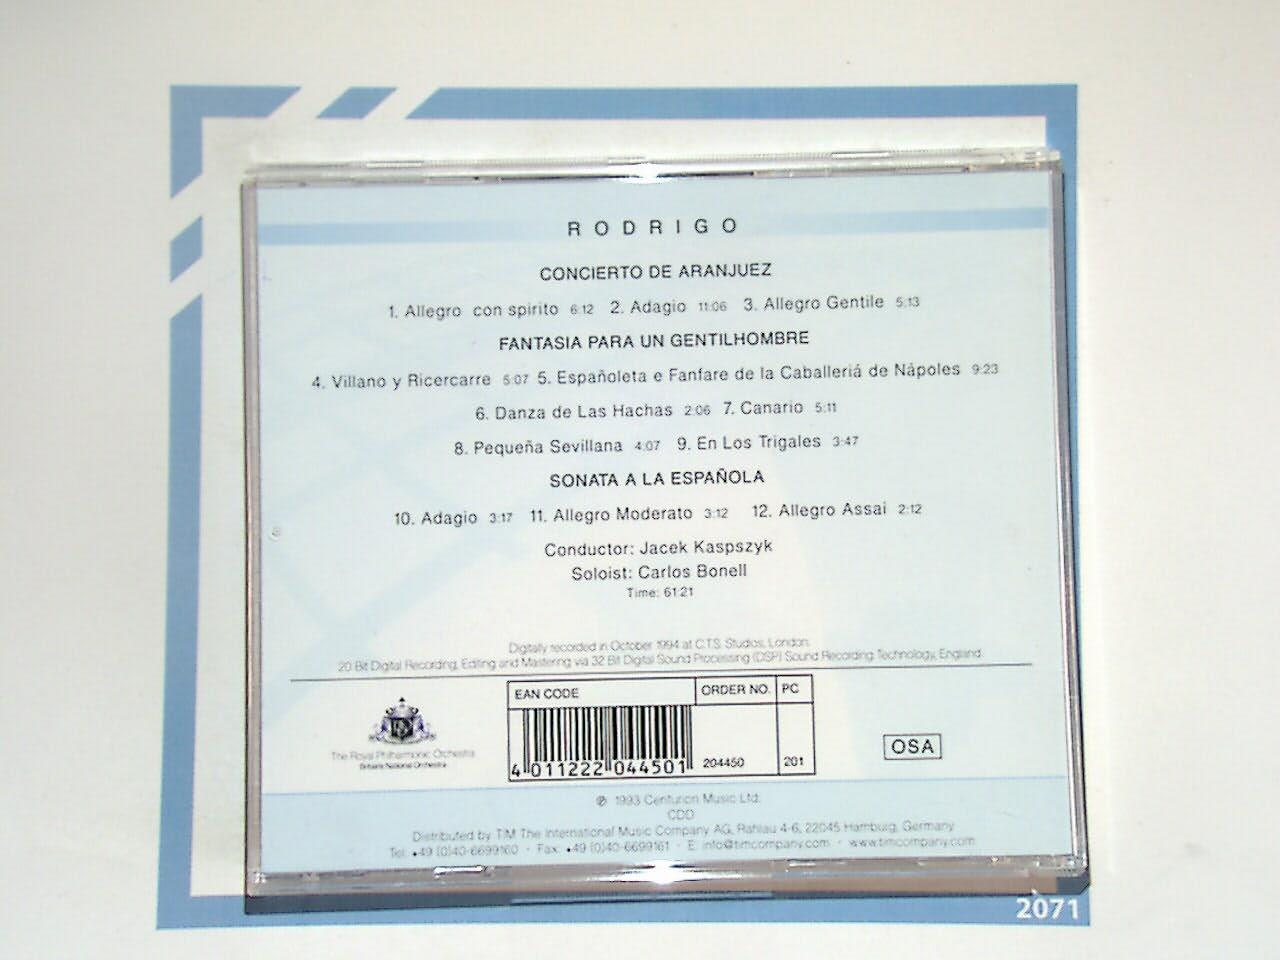 RODRIGO
CONCIERTO DE ARANJUEZ
1. Allegro con spirito 6:12 2. Adagio 11:06 3. Allegro Gentile 5:13
FANTASIA PARA UN GENTILHOMBRE
4. Villano y Ricercarre 5:07 5. Españoleta e Fanfare de la Caballeriá de Nápoles 9:23
6. Danza de Las Hachas 2:06 7. Canario 5:11
8. Pequeña Sevillana 4:07 9. En Los Trigales 3:47
SONATA A LA ESPAÑOLA
10. Adagio 3:17 11. Allegro Moderato 3:12 12. Allegro Assai 2:12
Conductor: Jacek Kaspszyk
Soloist: Carlos Bonell
Time: 61:21
Digitally recorded in October 1994 at C.T.S. Studios, London.
20 Bit Digital Recording, Editing and Mastering via 32 Bit Digital Sound Processing (DSP) Sound Recording Technology, England.
EAN CODE ORDER NO. PC
4 011222 044501 204450 201
The Royal Philharmonic Orchestra
Britain's National Orchestra
OSA
℗ 1993 Centurion Music Ltd.
CDD
Distributed by TIM The International Music Company AG, Rahlau 4-6, 22045 Hamburg, Germany
Tel: +49 (0)40-6699160 · Fax: +49 (0)40-6699161 · E: info@timcompany.com · www.timcompany.com
2071